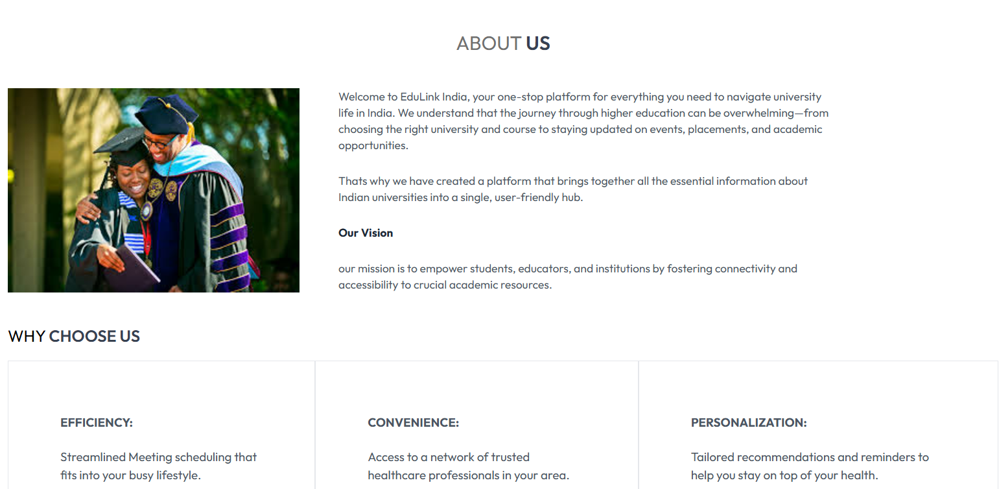 ABOUT US
Welcome to EduLink India, your one-stop platform for everything you need to navigate university
life in India. We understand that the journey through higher education can be overwhelming—from
choosing the right university and course to staying updated on events, placements, and academic
opportunities.
Thats why we have created a platform that brings together all the essential information about
Indian universities into a single, user-friendly hub.
Our Vision
our mission is to empower students, educators, and institutions by fostering connectivity and
accessibility to crucial academic resources.
WHY CHOOSE US
EFFICIENCY:
Streamlined Meeting scheduling that
fits into your busy lifestyle.
CONVENIENCE:
Access to a network of trusted
healthcare professionals in your area.
PERSONALIZATION:
Tailored recommendations and reminders to
help you stay on top of your health.